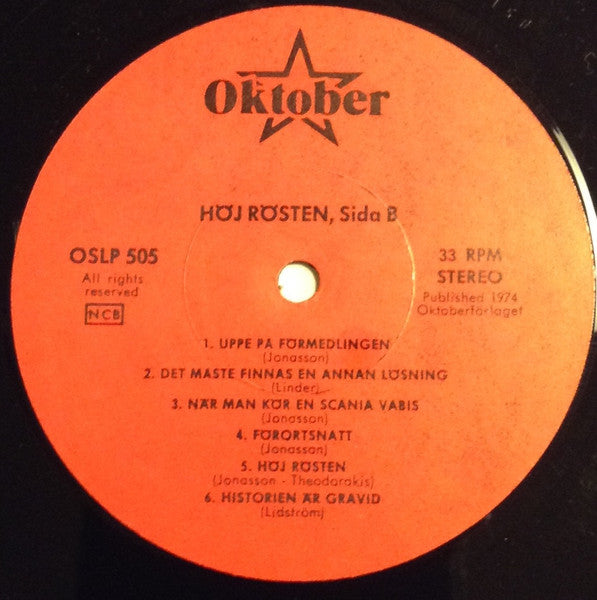 Oktober
HÖJ RÖSTEN, Sida B
OSLP 505
All rights
reserved
NCB
33 RPM
STEREO
Published 1974
Oktoberförlaget
1. UPPE PÅ FÖRMEDLINGEN
(Jonasson)
2. DET MÅSTE FINNAS EN ANNAN LÖSNING
(Linder)
3. NÄR MAN KÖR EN SCANIA VABIS
(Jonasson)
4. FÖRORTSNATT
(Jonasson)
5. HÖJ RÖSTEN
(Jonasson - Theodorakis)
6. HISTORIEN ÄR GRAVID
(Lidström)